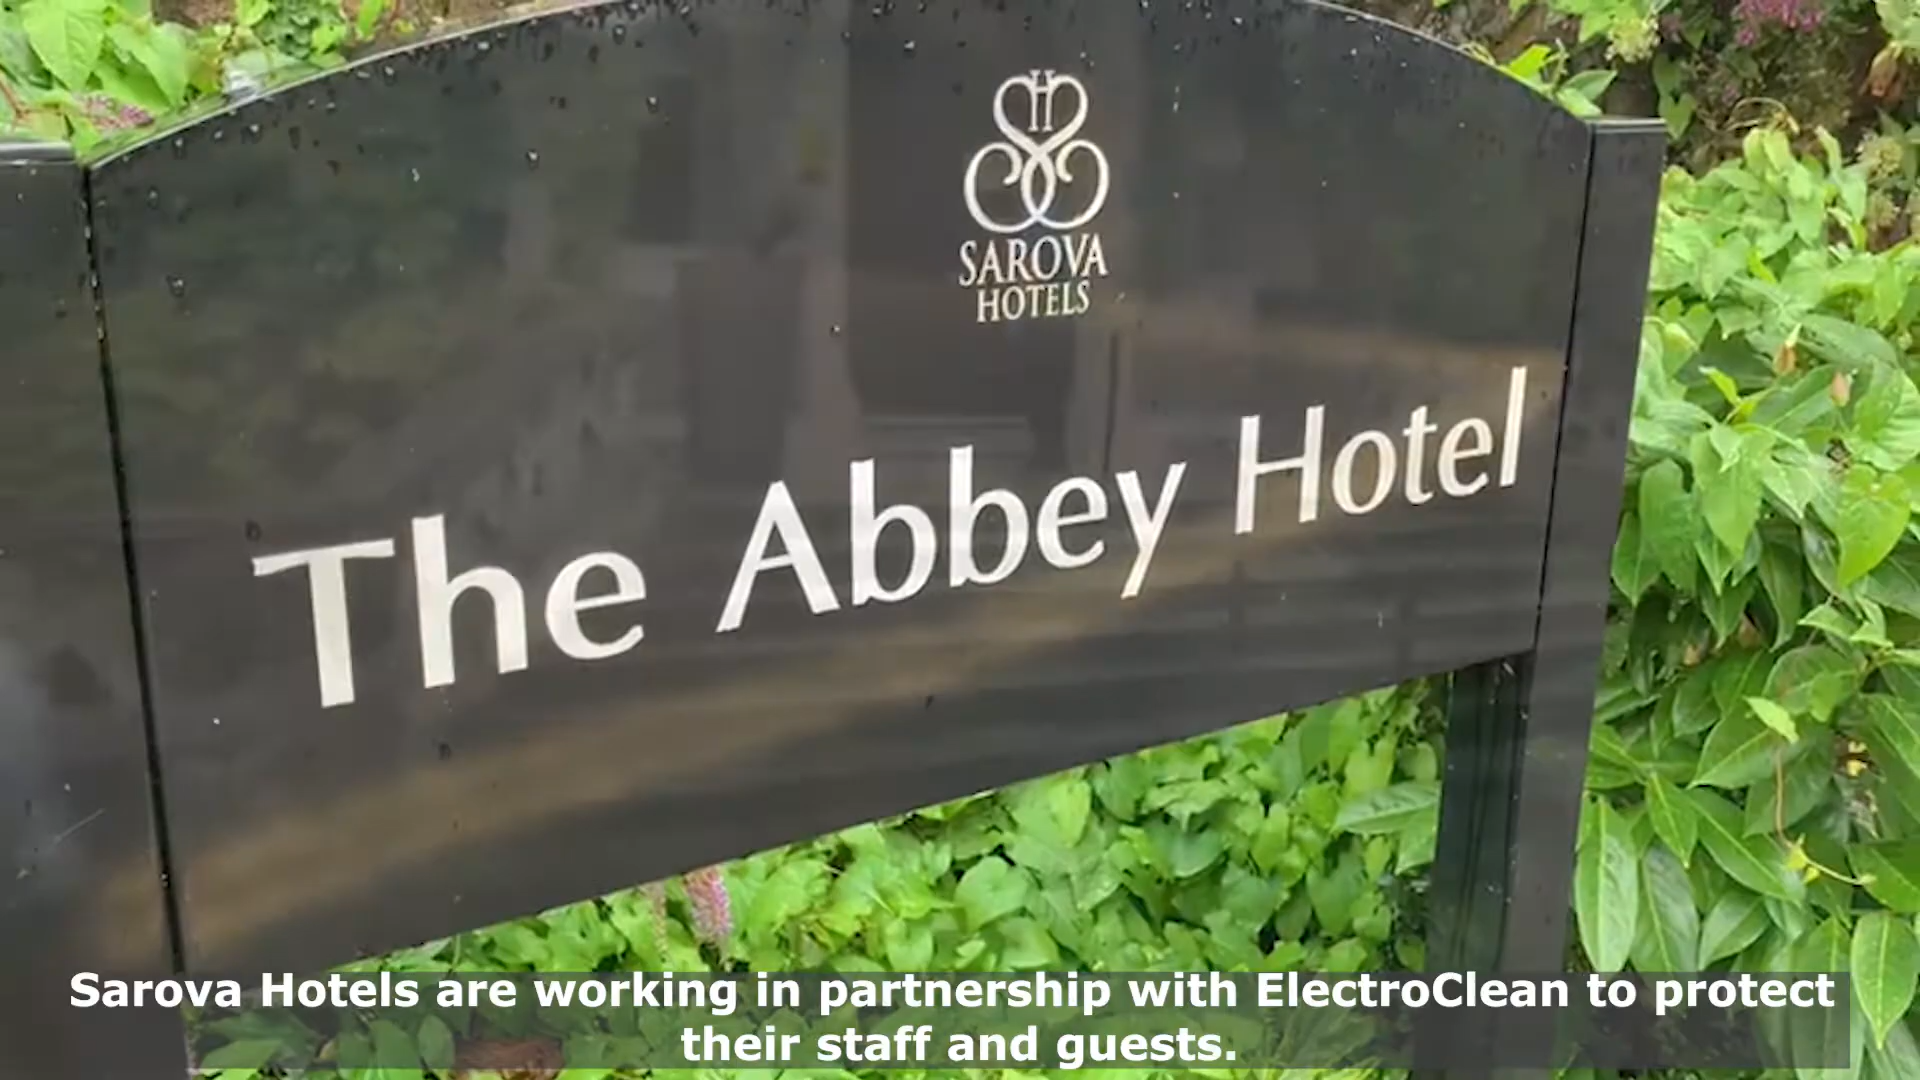 H
SAROVA
HOTELS
The Abbey Hotel
Sarova Hotels are working in partnership with ElectroClean to protect
their staff and guests.